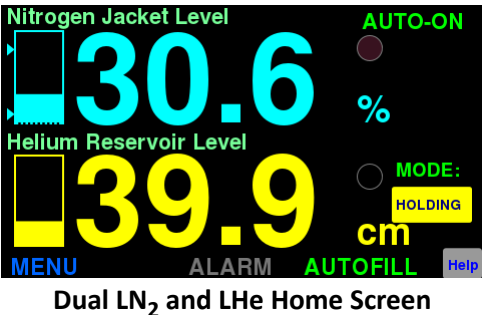 Nitrogen Jacket Level
AUTO-ON
30.6 %
Helium Reservoir Level
MODE:
HOLDING
39.9 cm
MENU ALARM AUTOFILL Help
Dual LN₂ and LHe Home Screen